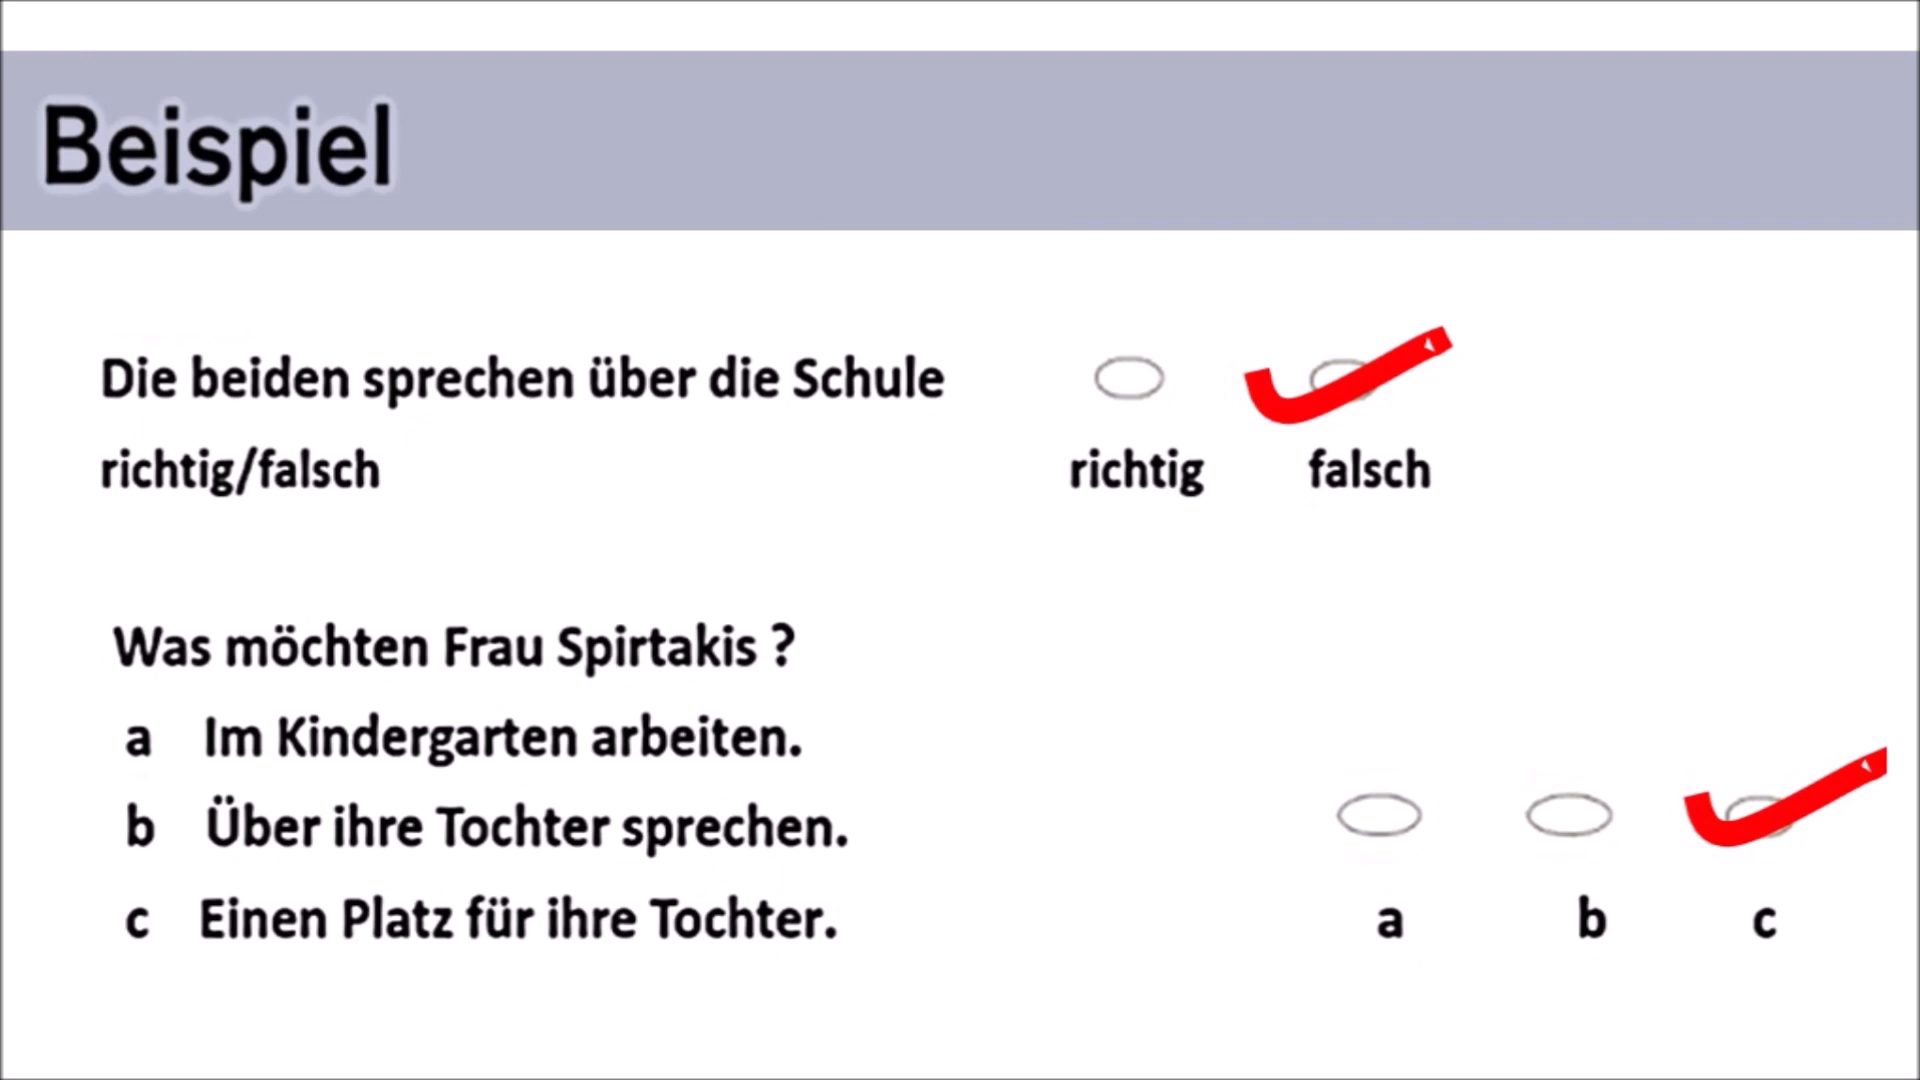 Beispiel
Die beiden sprechen über die Schule
richtig/falsch richtig falsch
Was möchten Frau Spirtakis ?
a Im Kindergarten arbeiten.
b Über ihre Tochter sprechen.
c Einen Platz für ihre Tochter. a b c